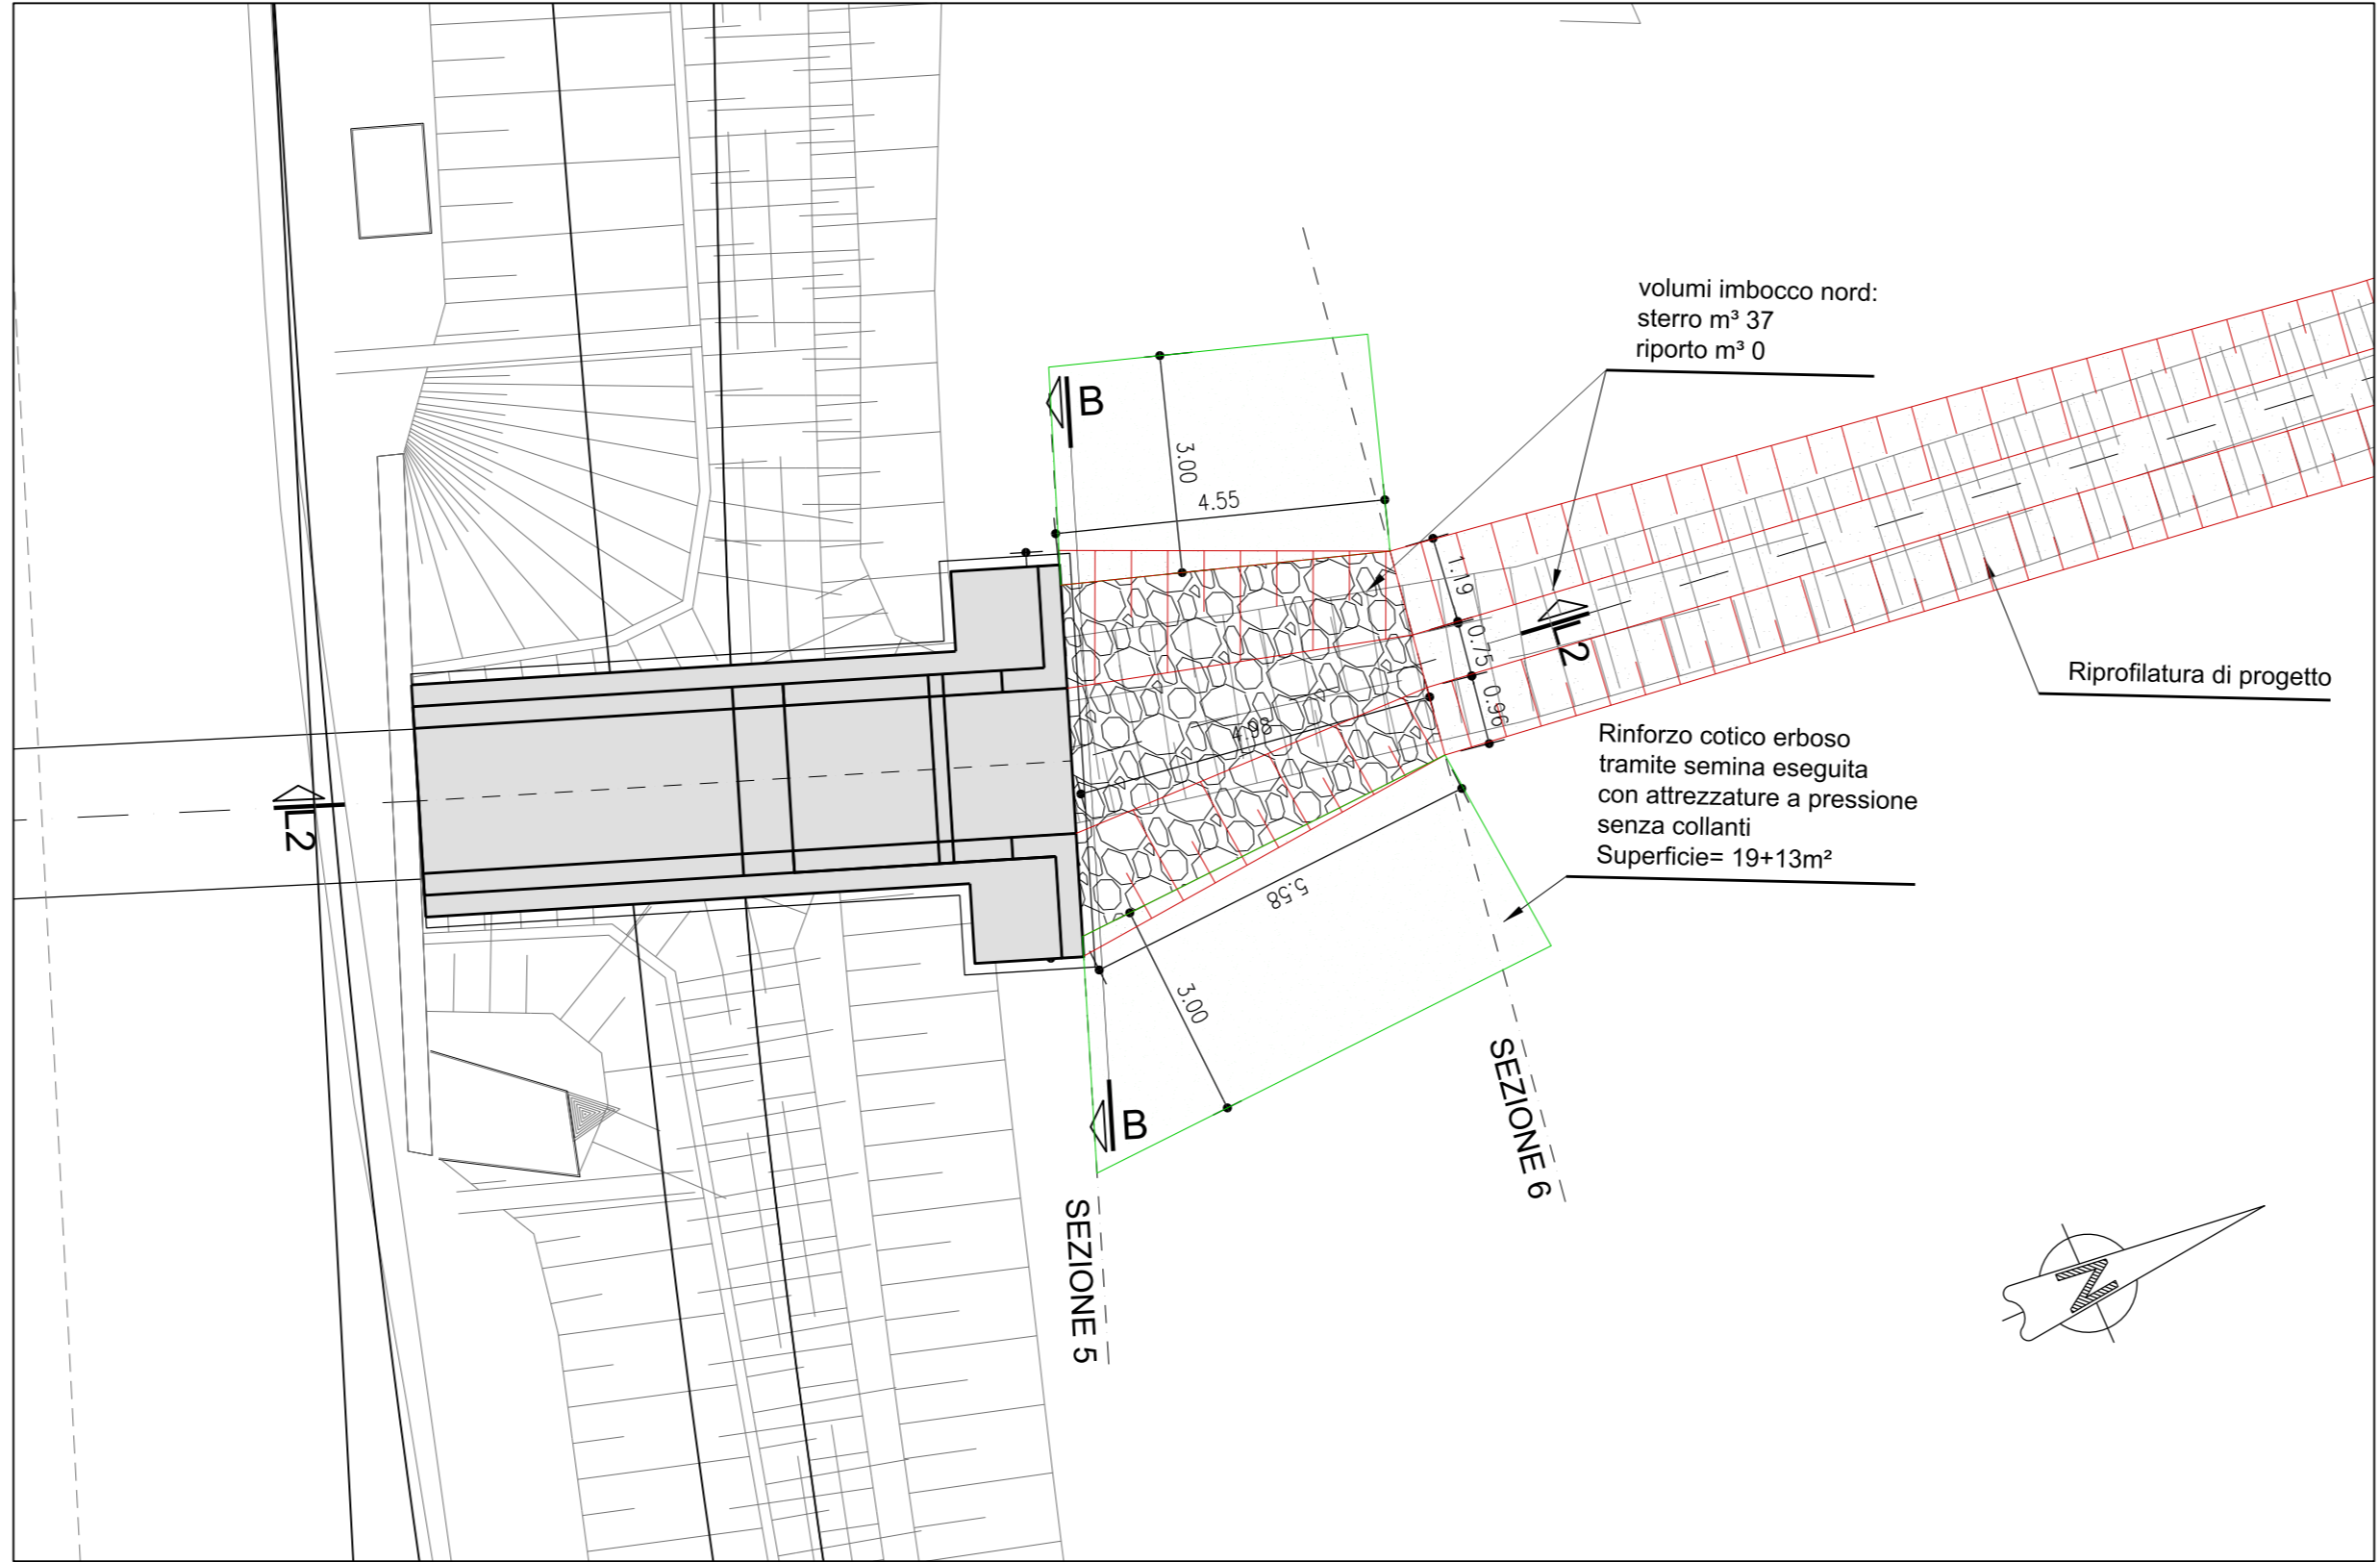 volumi imbocco nord:
sterro m³ 37
riporto m³ 0
B
3.00
4.55
1.19
0.75
0.96
L2
Riprofilatura di progetto
4.98
Rinforzo cotico erboso
tramite semina eseguita
con attrezzature a pressione
senza collanti
Superficie= 19+13m²
L2
5.58
3.00
B
SEZIONE 6
SEZIONE 5
N